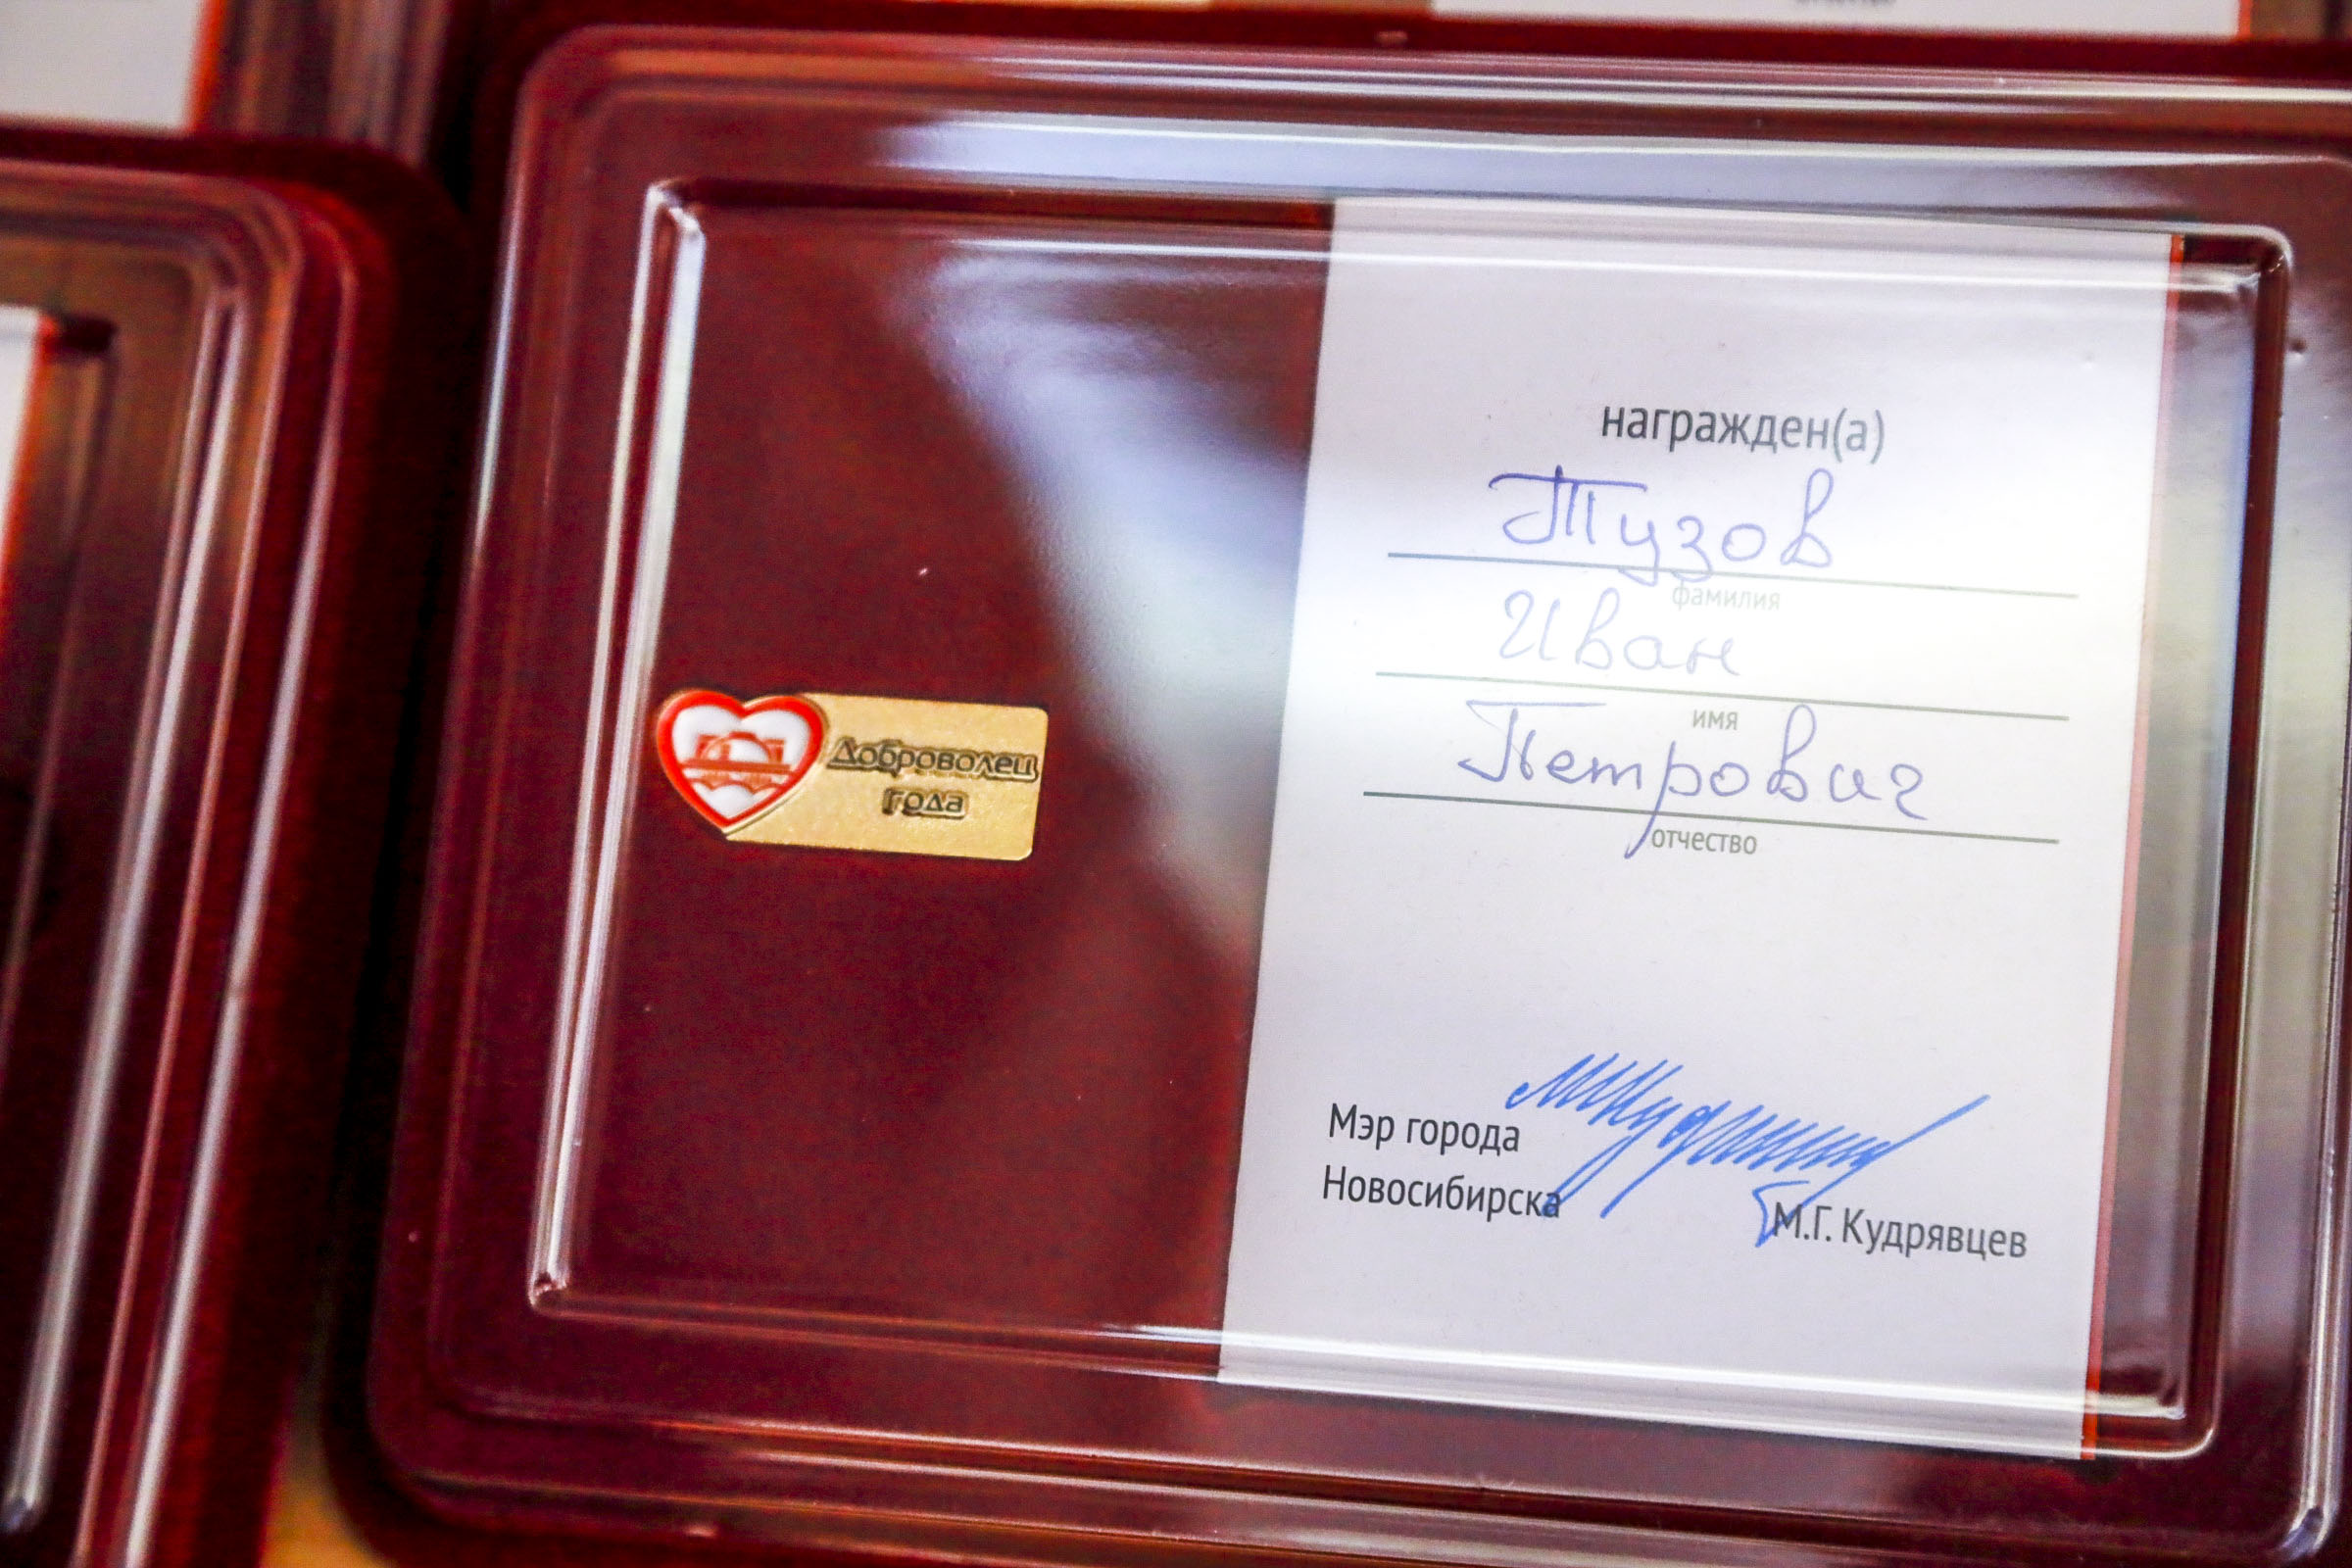 Доброволец
года
награжден(а)
Тузов
фамилия
Иван
имя
Петрович
отчество
Мэр города
Новосибирска
М.Г. Кудрявцев